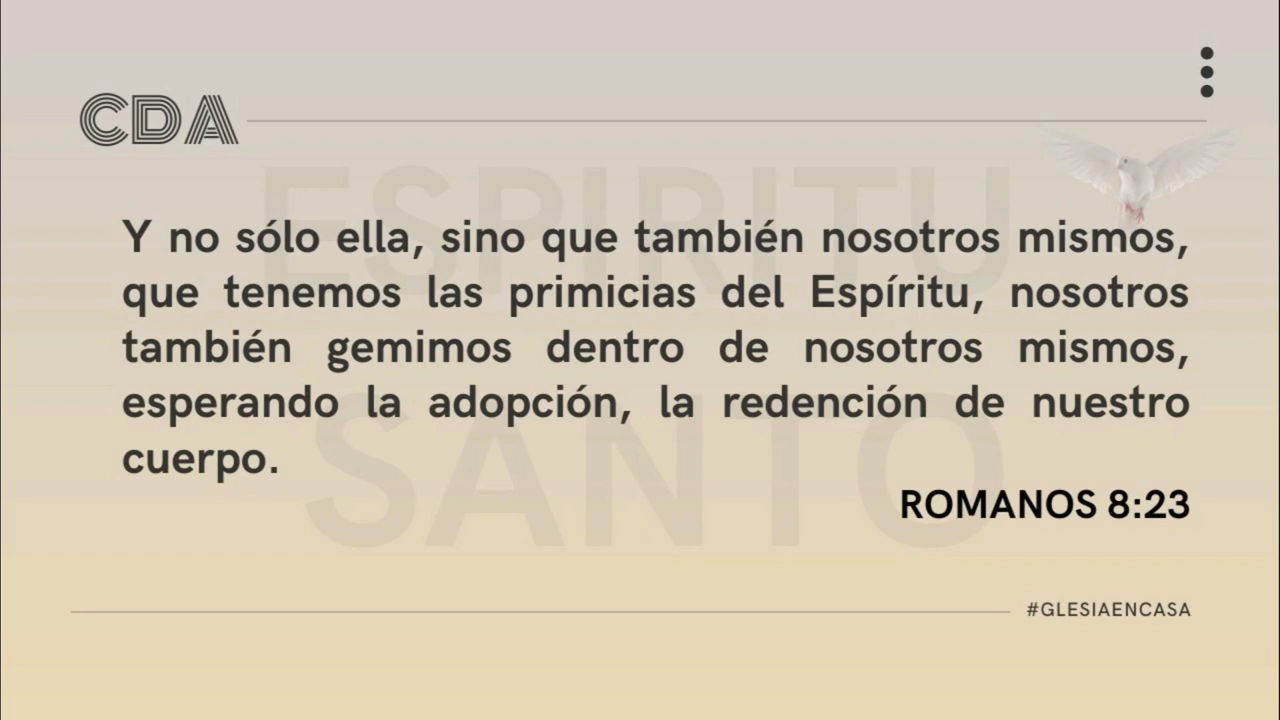 CDA
ESPIRITU
SANTO
Y no sólo ella, sino que también nosotros mismos,
que tenemos las primicias del Espíritu, nosotros
también gemimos dentro de nosotros mismos,
esperando la adopción, la redención de nuestro
cuerpo.
ROMANOS 8:23
#GLESIAENCASA